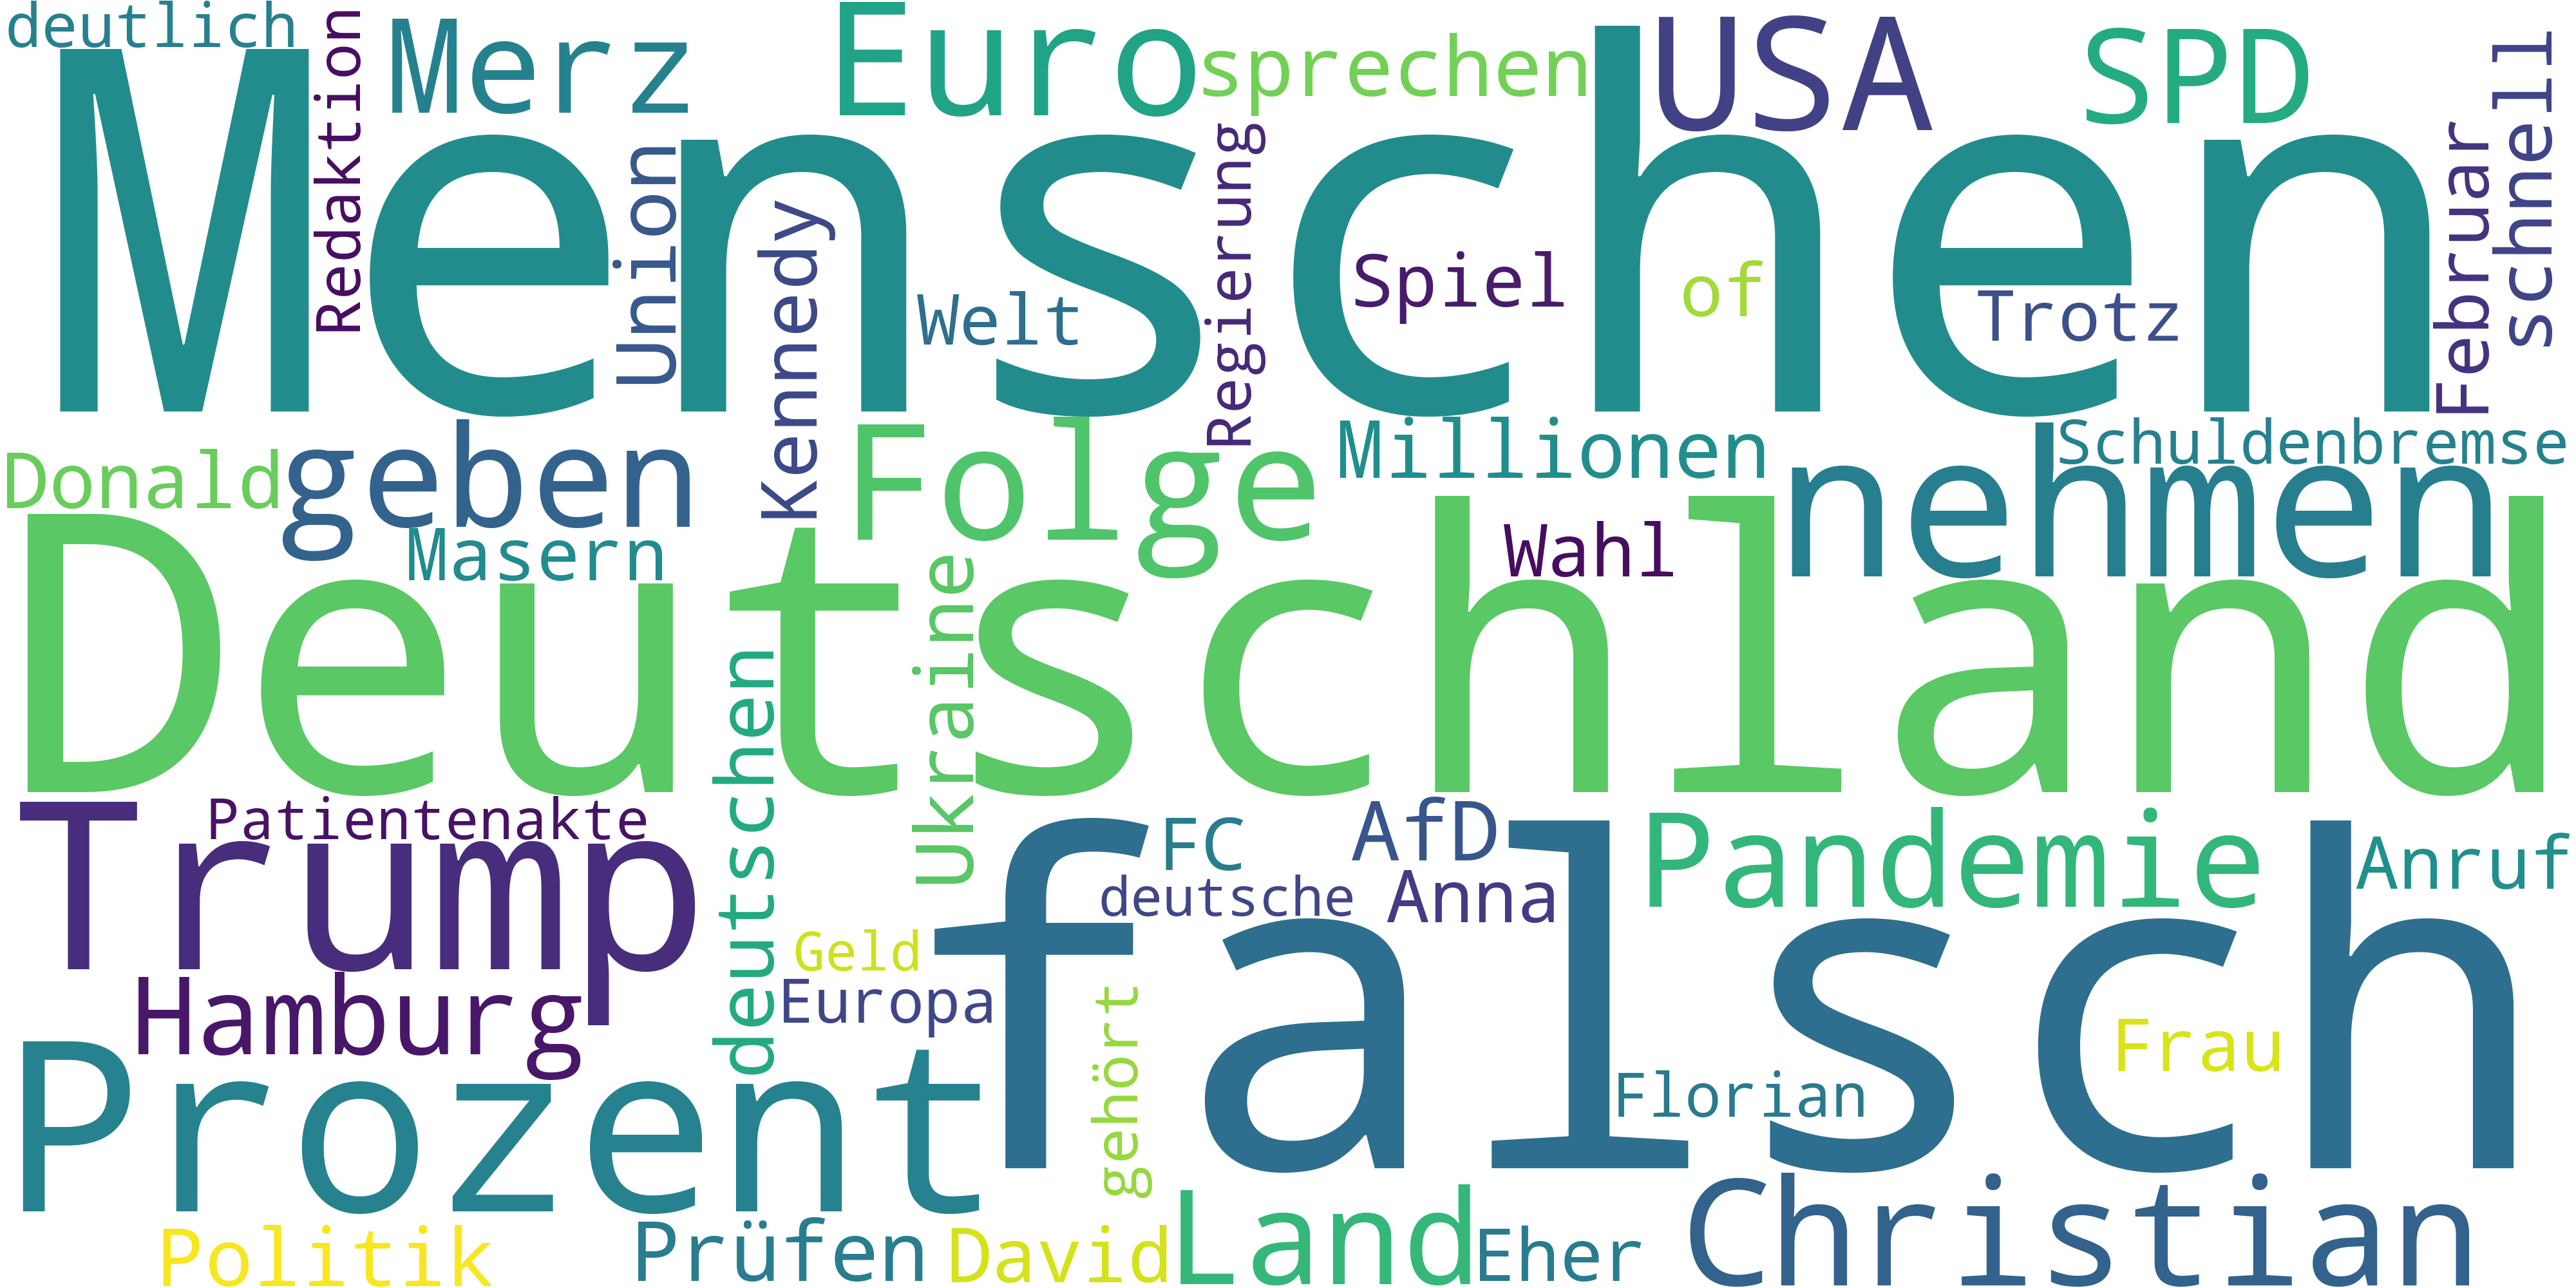 deutlich
Redaktion
Merz
Euro
sprechen
USA
SPD
schnell
Februar
Menschen
Union
Kennedy
Welt
Regierung
Spiel
of
Trotz
Donald
geben
Folge
Millionen
nehmen
Schuldenbremse
Masern
Wahl
Deutschland
deutschen
Ukraine
Trump
Patientenakte
FC
AfD
Pandemie
Anruf
deutsche
Anna
falsch
Geld
Europa
Hamburg
gehört
Frau
Florian
Prozent
Politik
Prüfen
David
Land
Eher
Christian